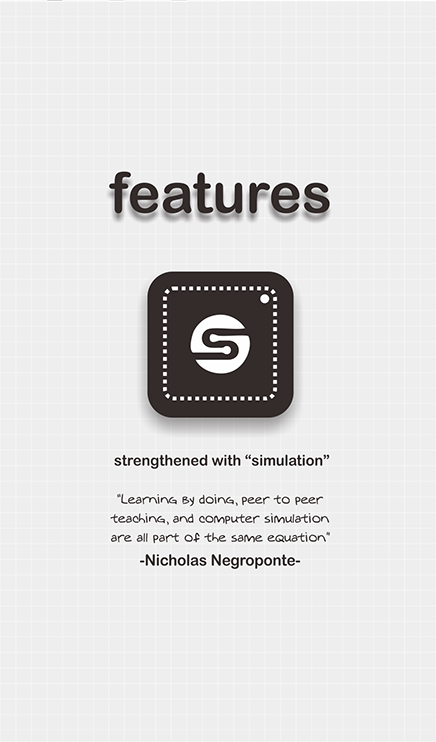 features
S
strengthened with “simulation”
“Learning by doing, peer to peer
teaching, and computer simulation
are all part of the same equation”
-Nicholas Negroponte-